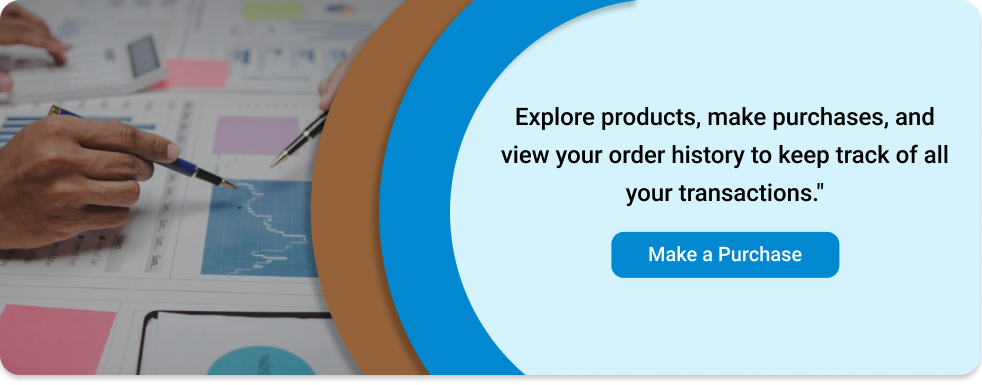 Explore products, make purchases, and
view your order history to keep track of all
your transactions."
Make a Purchase